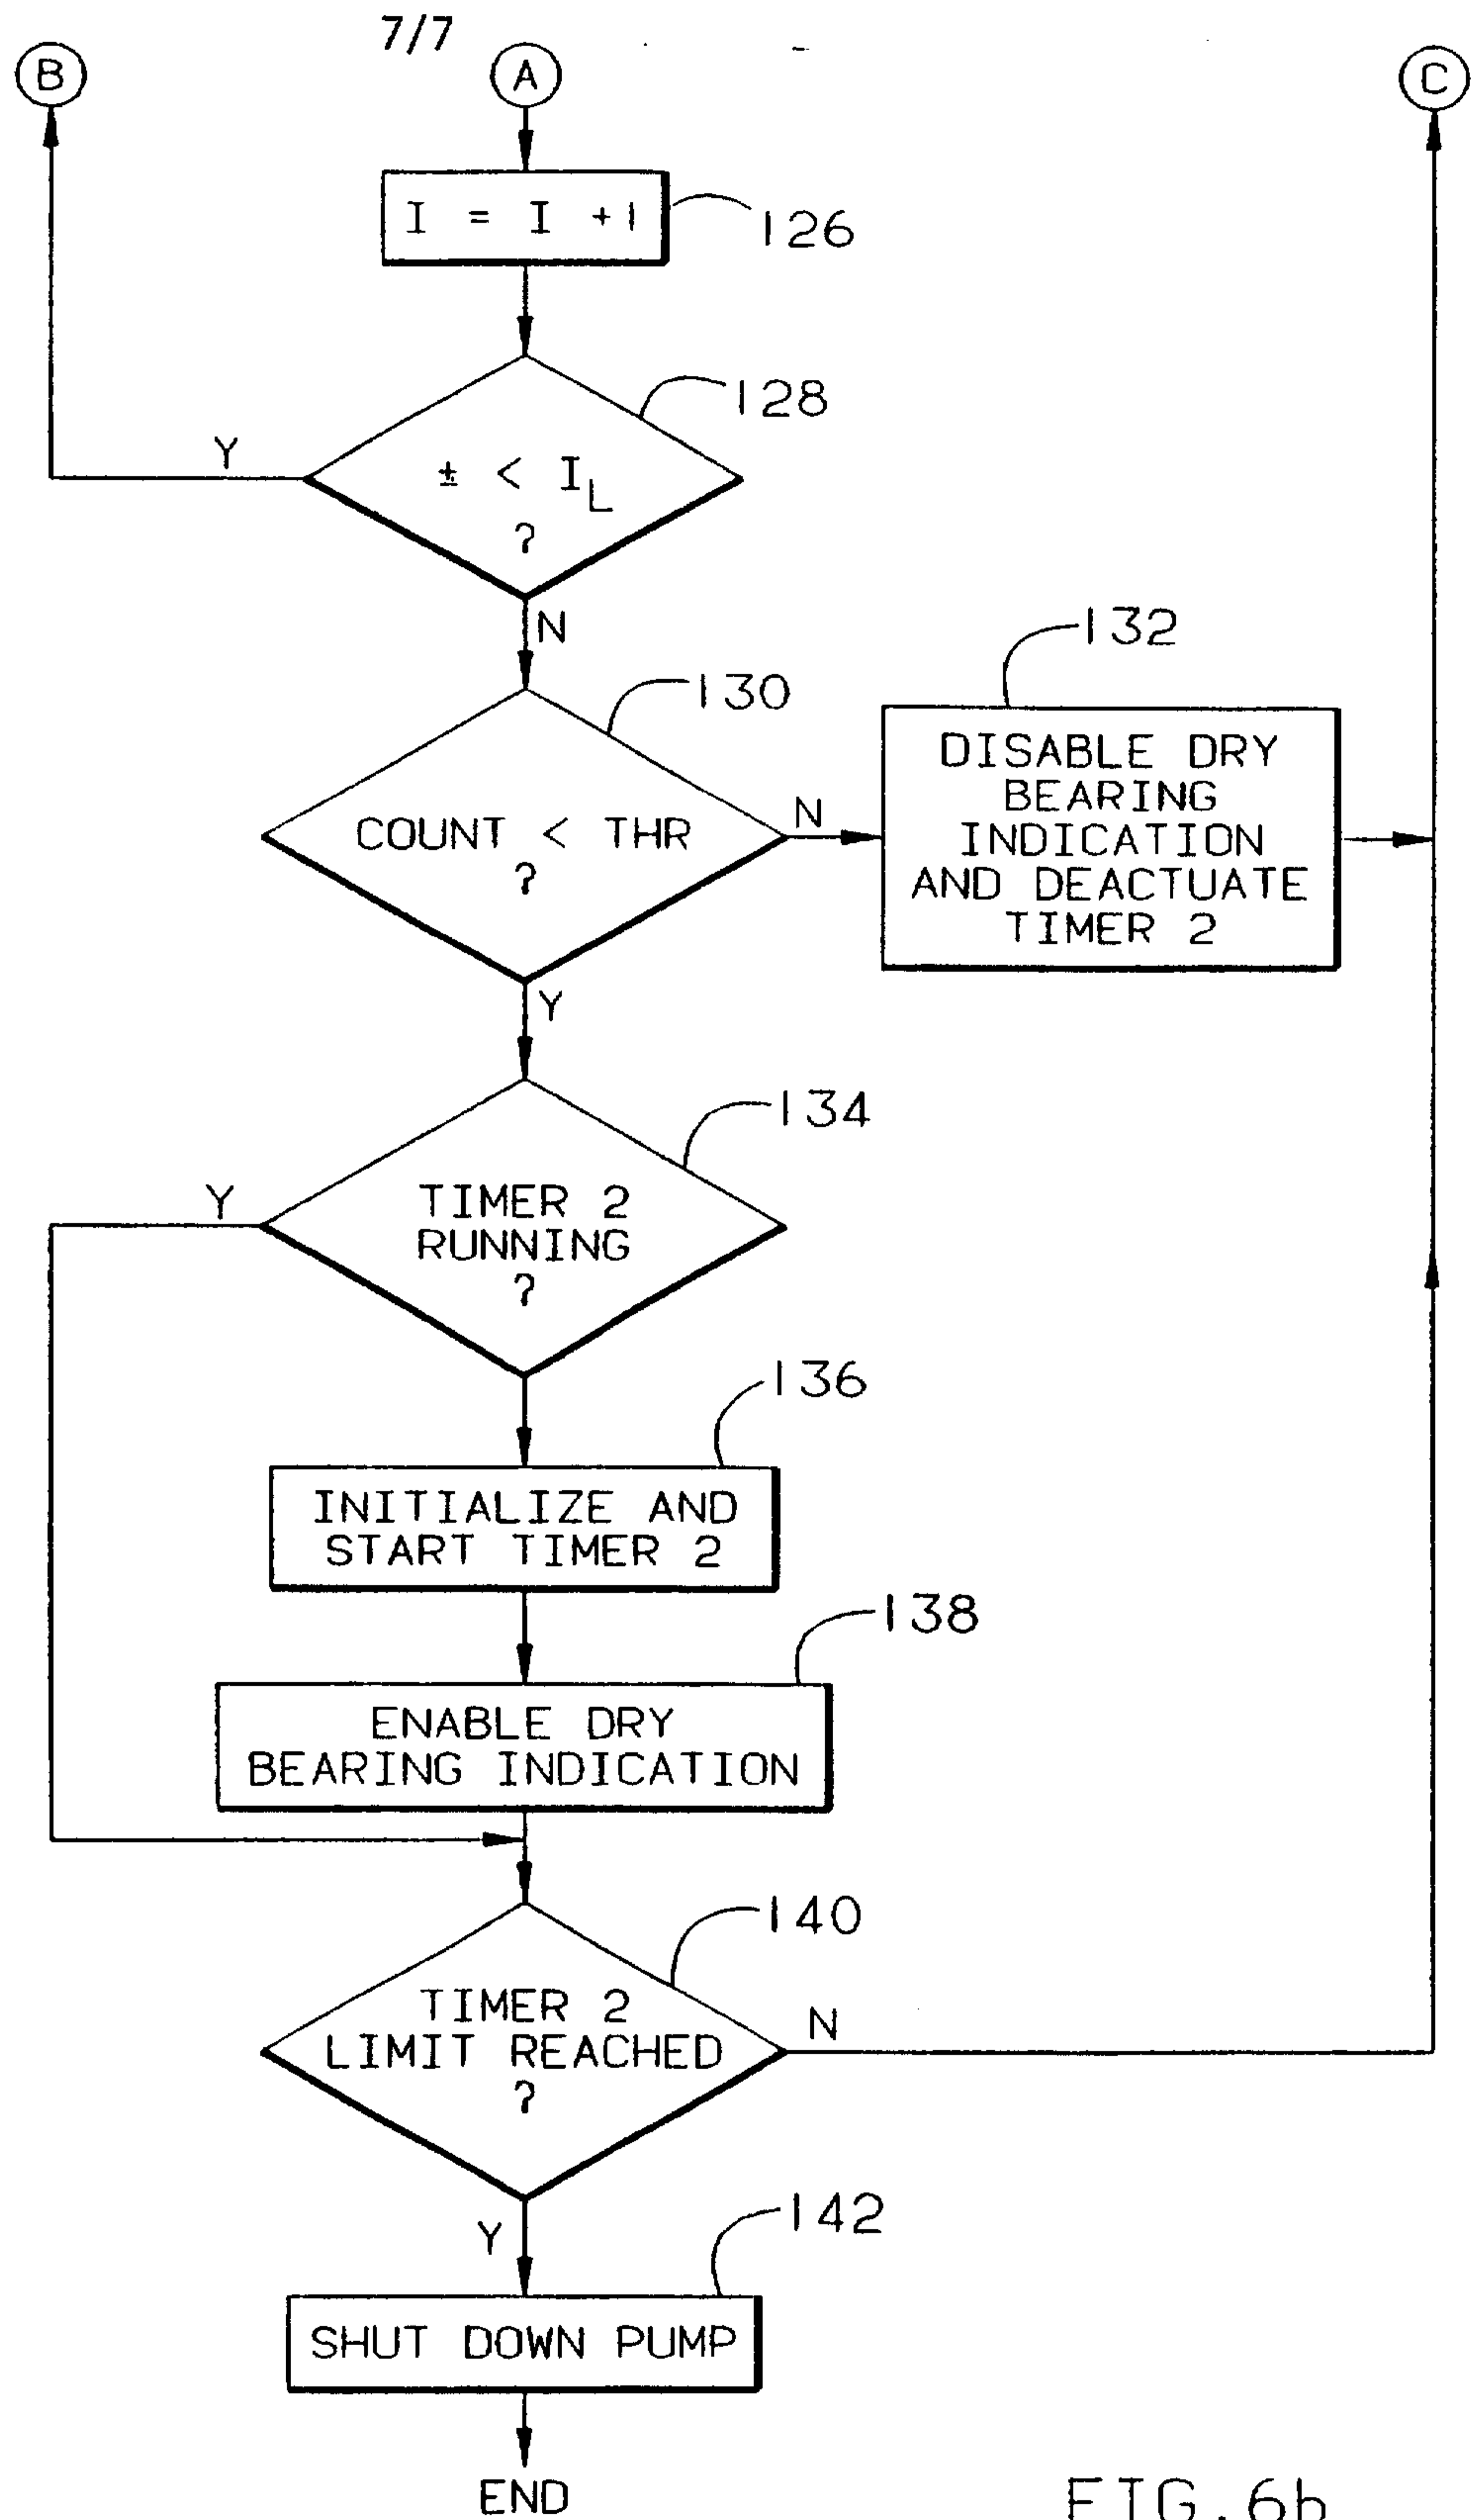 7/7
B
A
C
I = I +1
126
128
Y
± < I_L
?
N
132
130
DISABLE DRY
BEARING
INDICATION
AND DEACTUATE
TIMER 2
N
COUNT < THR
?
Y
134
Y
TIMER 2
RUNNING
?
136
INITIALIZE AND
START TIMER 2
138
ENABLE DRY
BEARING INDICATION
140
TIMER 2
LIMIT REACHED
?
N
142
Y
SHUT DOWN PUMP
END
FIG. 6b